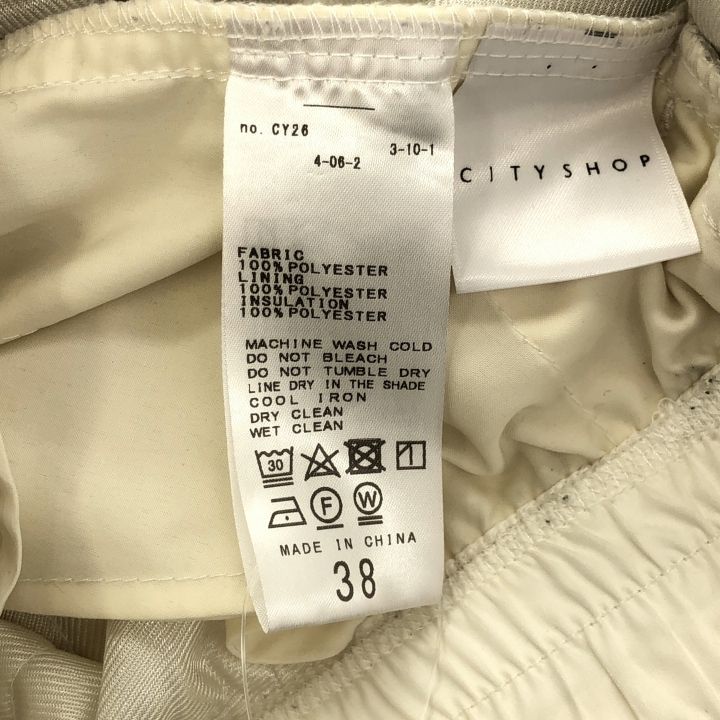 no. CY26
4-06-2 3-10-1
FABRIC
100% POLYESTER
LINING
100% POLYESTER
INSULATION
100% POLYESTER
MACHINE WASH COLD
DO NOT BLEACH
DO NOT TUMBLE DRY
LINE DRY IN THE SHADE
COOL IRON
DRY CLEAN
WET CLEAN
30
F W
MADE IN CHINA
38
CITYSHOP